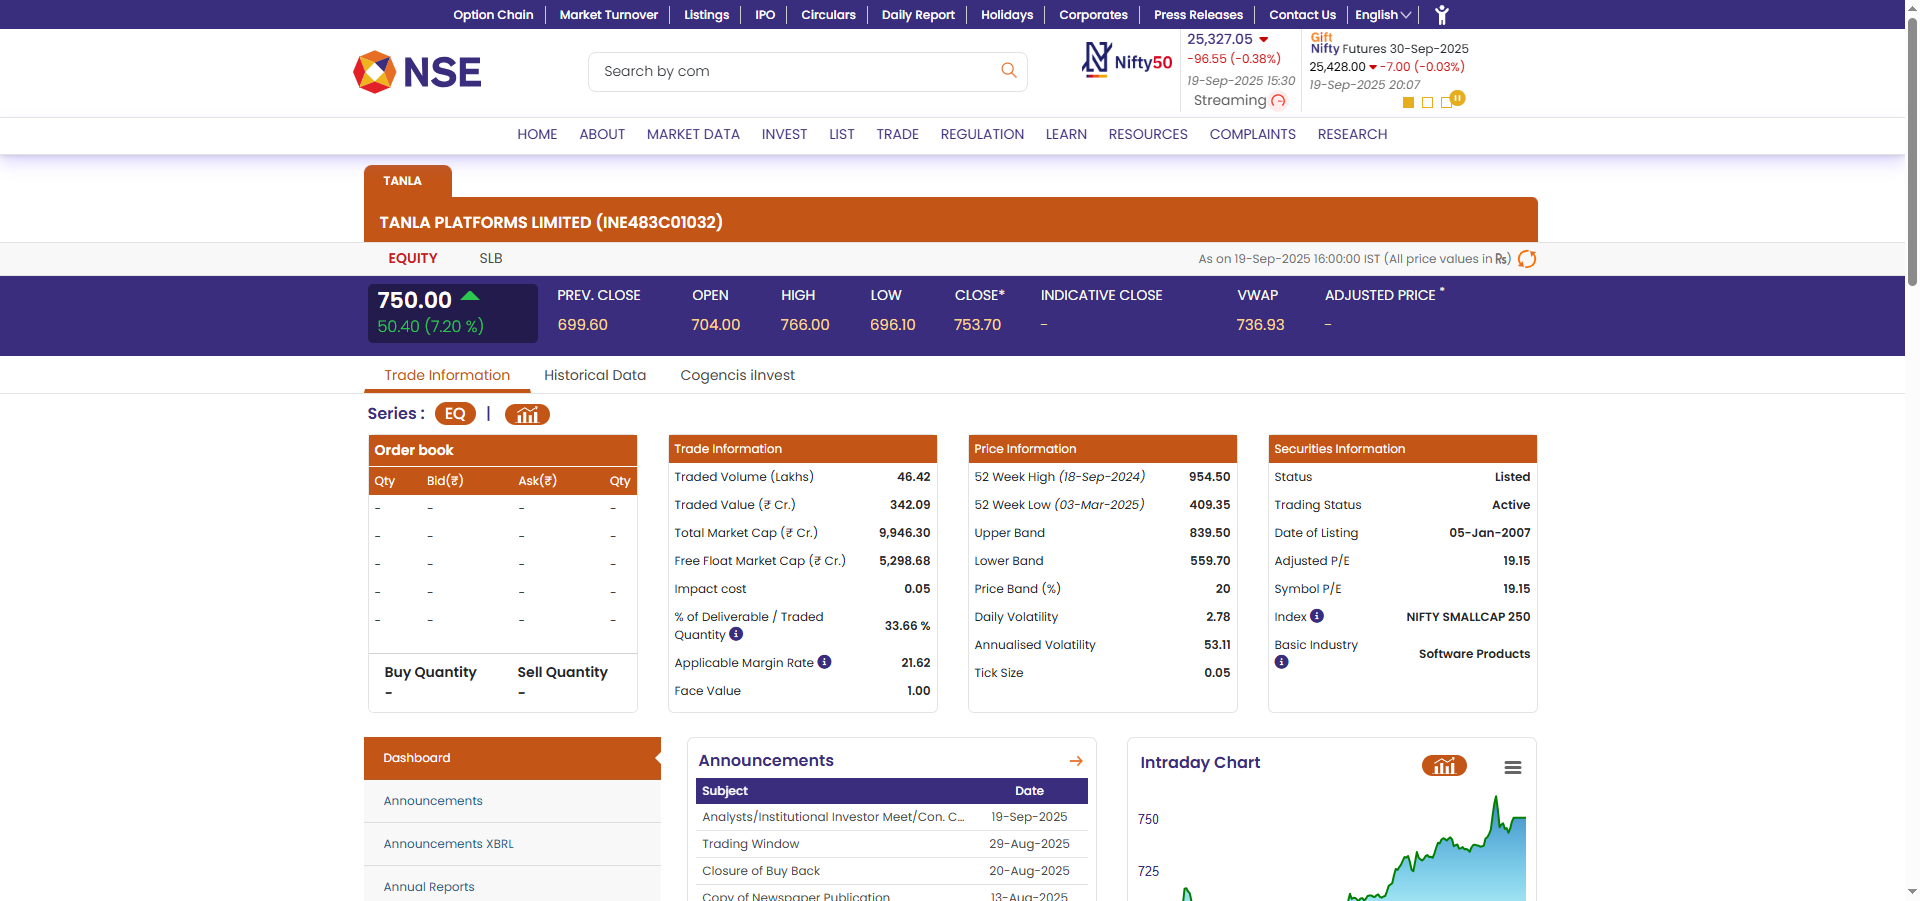 Option Chain Market Turnover Listings IPO Circulars Daily Report Holidays Corporates Press Releases Contact Us English
NSE
Search by com
Nifty50
25,327.05
-96.55 (-0.38%)
19-Sep-2025 15:30
Streaming
Gift
Nifty Futures 30-Sep-2025
25,428.00 -7.00 (-0.03%)
19-Sep-2025 20:07
HOME ABOUT MARKET DATA INVEST LIST TRADE REGULATION LEARN RESOURCES COMPLAINTS RESEARCH
TANLA
TANLA PLATFORMS LIMITED (INE483C01032)
EQUITY SLB As on 19-Sep-2025 16:00:00 IST (All price values in ₨)
750.00
50.40 (7.20 %)
PREV. CLOSE OPEN HIGH LOW CLOSE* INDICATIVE CLOSE VWAP ADJUSTED PRICE *
699.60 704.00 766.00 696.10 753.70 - 736.93 -
Trade Information Historical Data Cogencis iInvest
Series : EQ |
Order book
Qty Bid(₹) Ask(₹) Qty
- - - -
- - - -
- - - -
- - - -
- - - -
Buy Quantity Sell Quantity
- -
Trade Information
Traded Volume (Lakhs) 46.42
Traded Value (₹ Cr.) 342.09
Total Market Cap (₹ Cr.) 9,946.30
Free Float Market Cap (₹ Cr.) 5,298.68
Impact cost 0.05
% of Deliverable / Traded
Quantity 33.66 %
Applicable Margin Rate 21.62
Face Value 1.00
Price Information
52 Week High (18-Sep-2024) 954.50
52 Week Low (03-Mar-2025) 409.35
Upper Band 839.50
Lower Band 559.70
Price Band (%) 20
Daily Volatility 2.78
Annualised Volatility 53.11
Tick Size 0.05
Securities Information
Status Listed
Trading Status Active
Date of Listing 05-Jan-2007
Adjusted P/E 19.15
Symbol P/E 19.15
Index NIFTY SMALLCAP 250
Basic Industry Software Products
Dashboard
Announcements
Announcements XBRL
Annual Reports
Announcements
Subject Date
Analysts/Institutional Investor Meet/Con. C... 19-Sep-2025
Trading Window 29-Aug-2025
Closure of Buy Back 20-Aug-2025
Copy of Newspaper Publication 13-Aug-2025
Intraday Chart
750
725